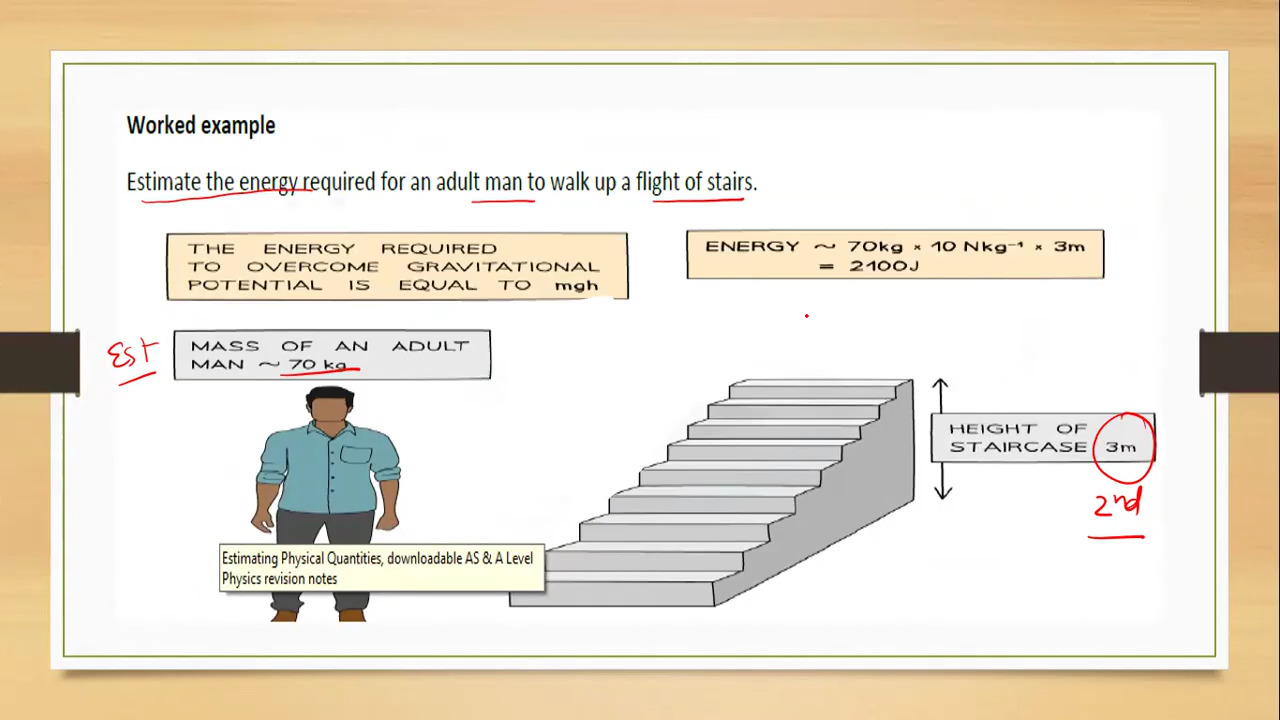 Worked example
Estimate the energy required for an adult man to walk up a flight of stairs.
THE ENERGY REQUIRED
TO OVERCOME GRAVITATIONAL
POTENTIAL IS EQUAL TO mgh
ENERGY ~ 70kg × 10 Nkg⁻¹ × 3m
= 2100J
Est
MASS OF AN ADULT
MAN ~ 70 kg
HEIGHT OF
STAIRCASE 3m
2nd
Estimating Physical Quantities, downloadable AS & A Level
Physics revision notes